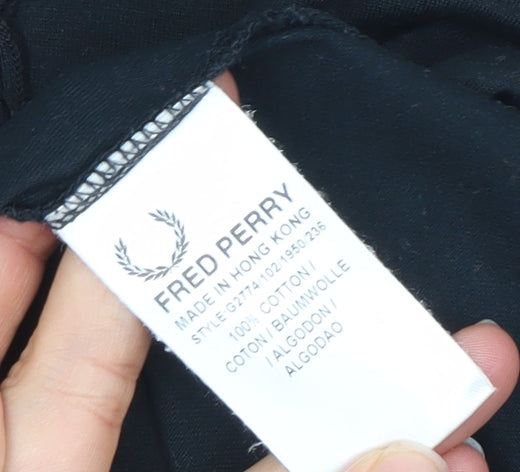 FRED PERRY
MADE IN HONG KONG
STYLE G2774/102/1950/236
100% COTTON/
COTON/BAUMWOLLE
/ALGODON/
ALGODAO